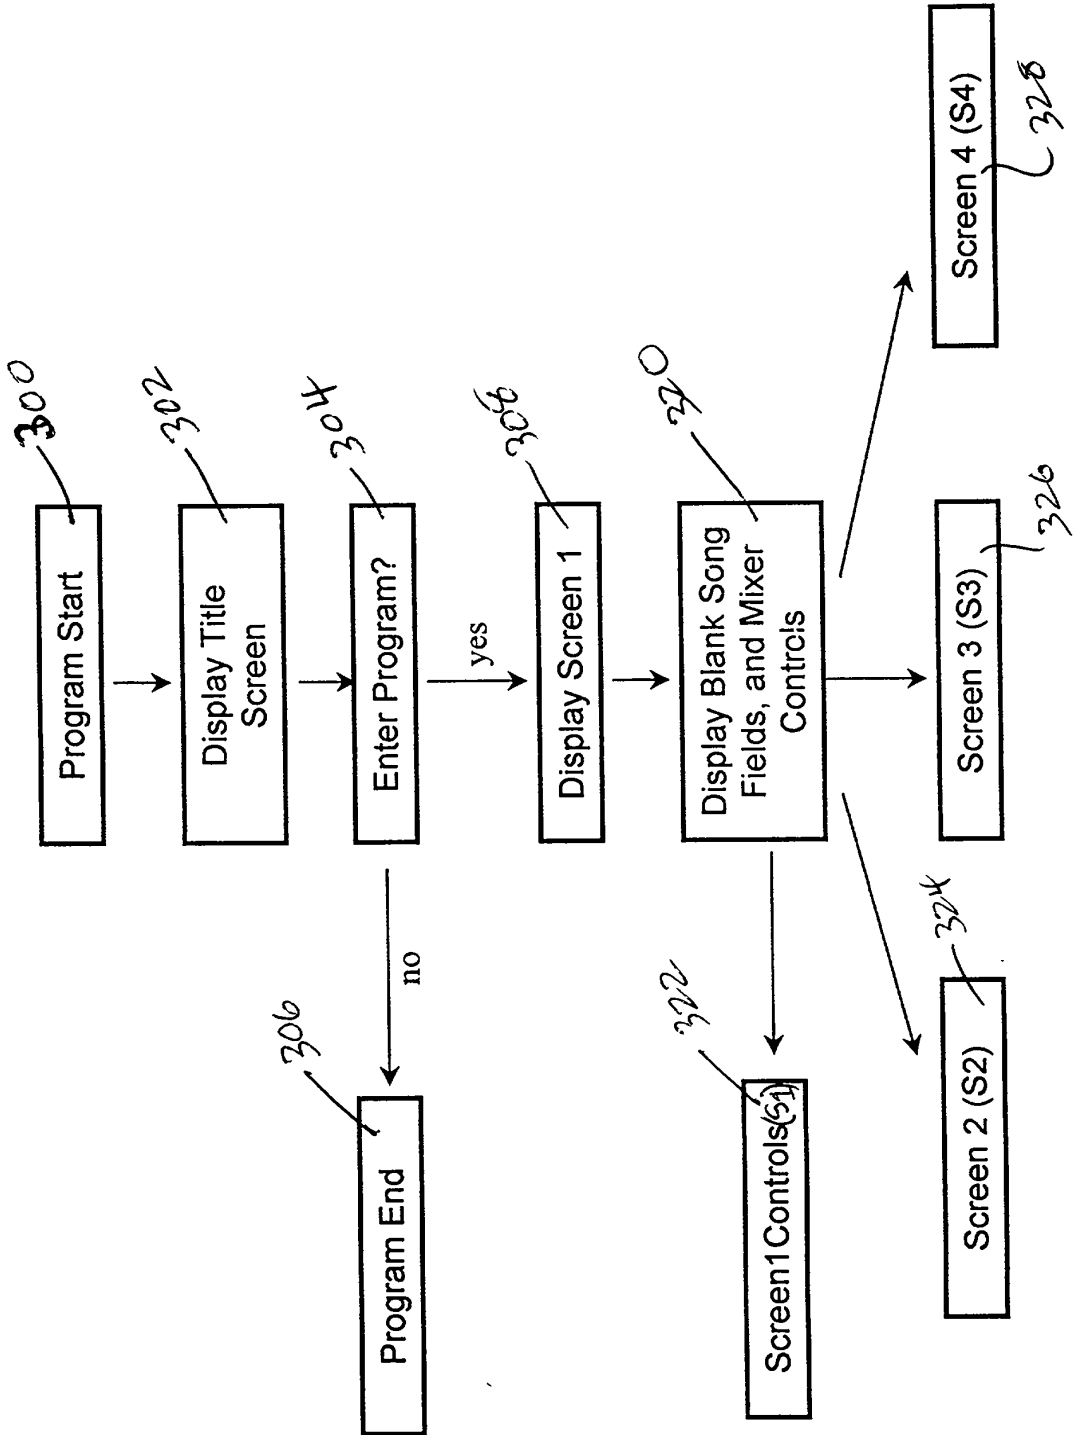 Program Start
300
Display Title
Screen
302
Enter Program?
304
no
Program End
306
yes
Display Screen 1
308
Display Blank Song
Fields, and Mixer
Controls
320
Screen1Controls(S1)
322
Screen 2 (S2)
324
Screen 3 (S3)
326
Screen 4 (S4)
328